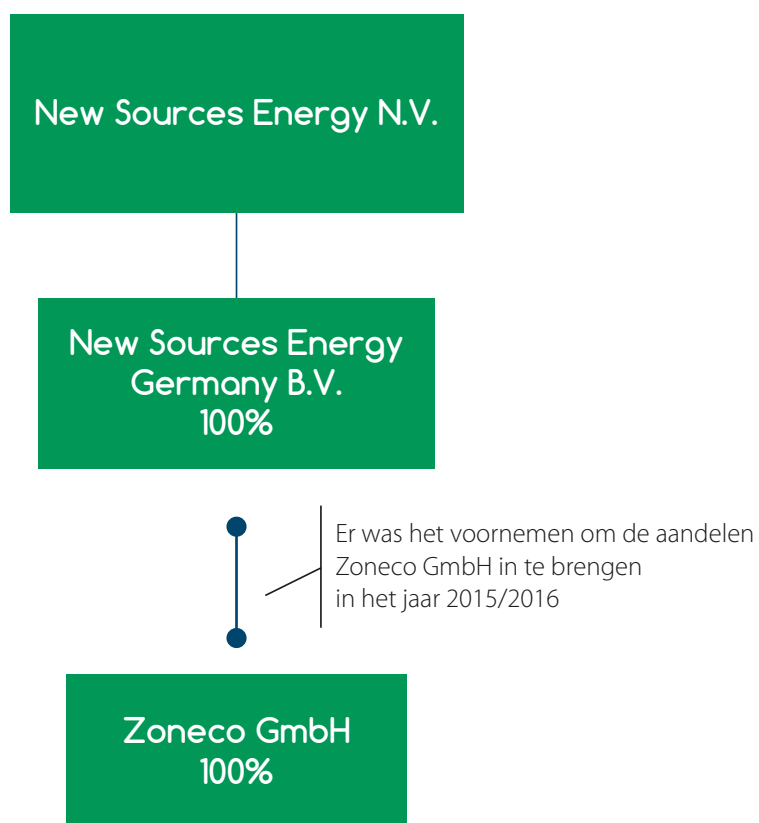 New Sources Energy N.V.
New Sources Energy
Germany B.V.
100%
Er was het voornemen om de aandelen
Zoneco GmbH in te brengen
in het jaar 2015/2016
Zoneco GmbH
100%